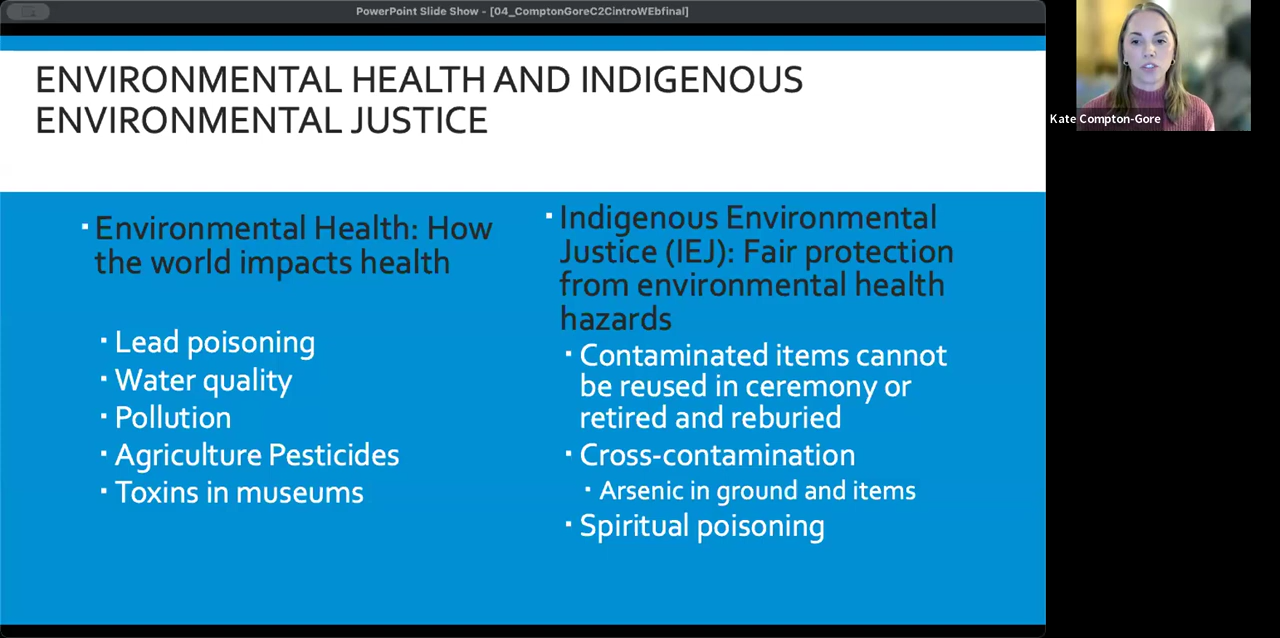 PowerPoint Slide Show - [04_ComptonGoreC2CintroWEbfinal]
ENVIRONMENTAL HEALTH AND INDIGENOUS
ENVIRONMENTAL JUSTICE
▪ Environmental Health: How
the world impacts health
▪ Lead poisoning
▪ Water quality
▪ Pollution
▪ Agriculture Pesticides
▪ Toxins in museums
▪ Indigenous Environmental
Justice (IEJ): Fair protection
from environmental health
hazards
▪ Contaminated items cannot
be reused in ceremony or
retired and reburied
▪ Cross-contamination
▪ Arsenic in ground and items
▪ Spiritual poisoning
Kate Compton-Gore